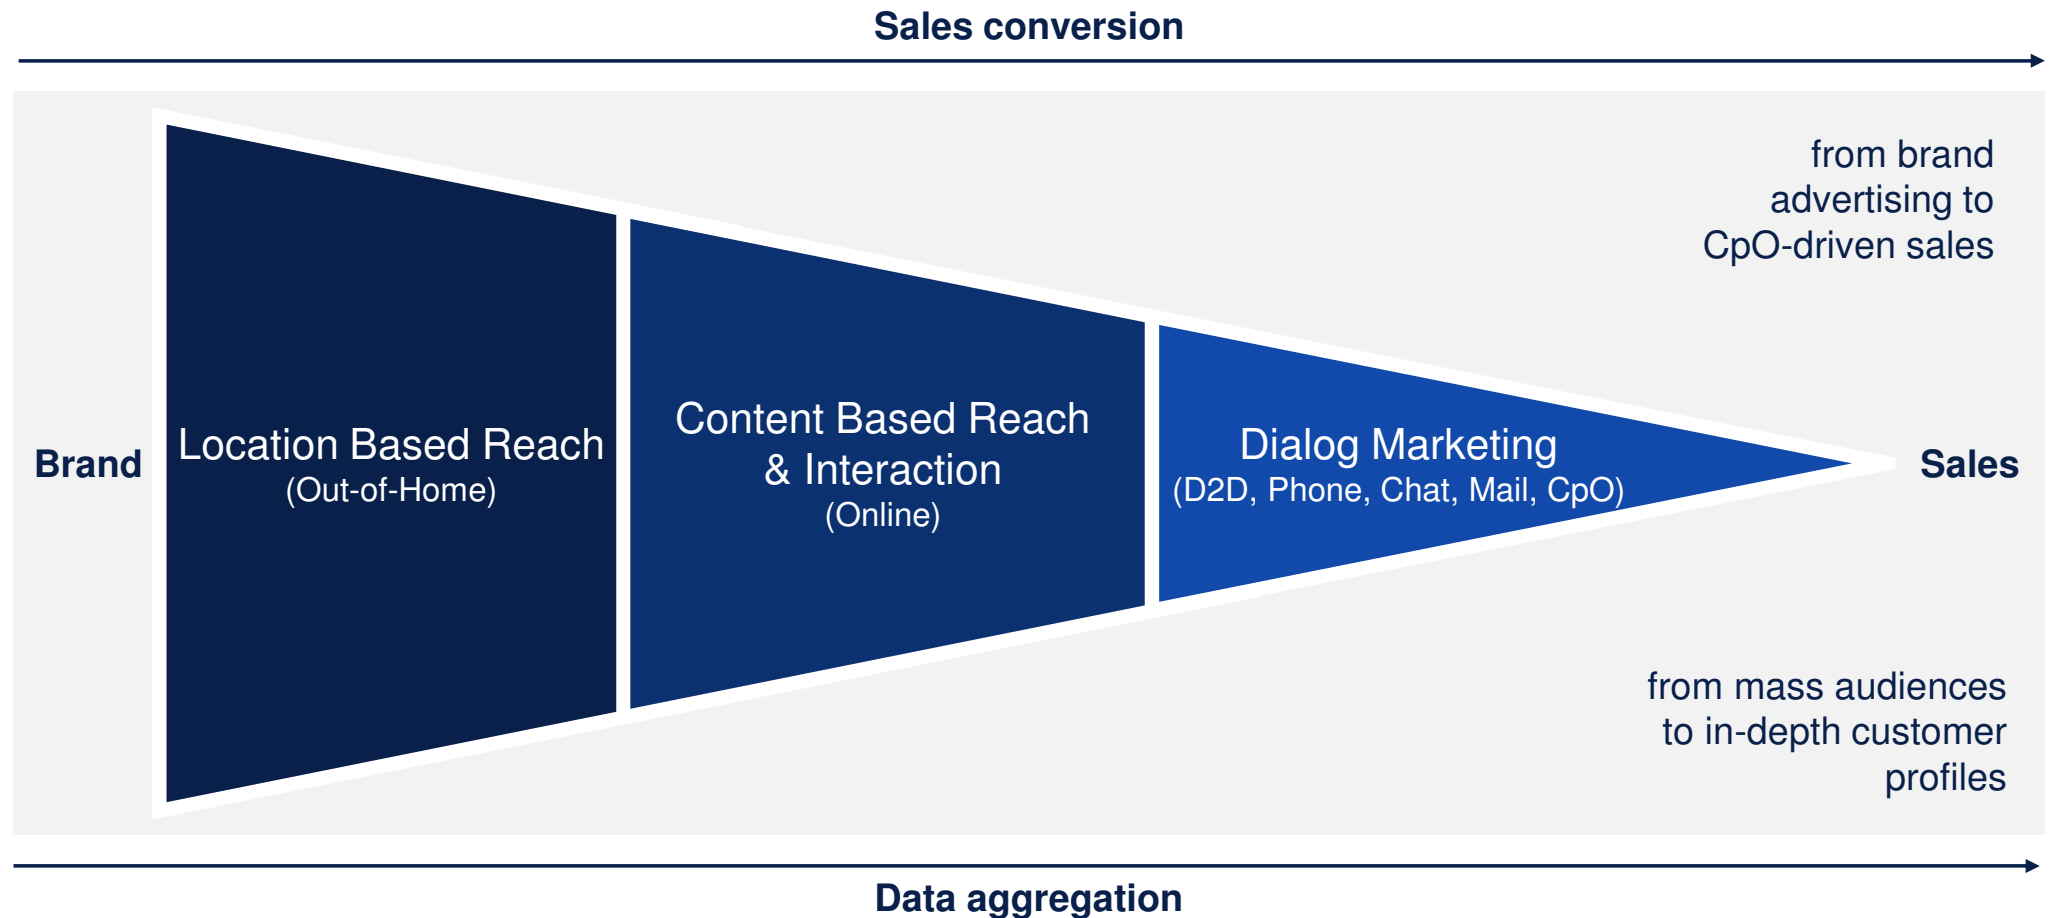 Sales conversion
from brand
advertising to
CpO-driven sales
Brand
Location Based Reach
(Out-of-Home)
Content Based Reach
& Interaction
(Online)
Dialog Marketing
(D2D, Phone, Chat, Mail, CpO)
Sales
from mass audiences
to in-depth customer
profiles
Data aggregation